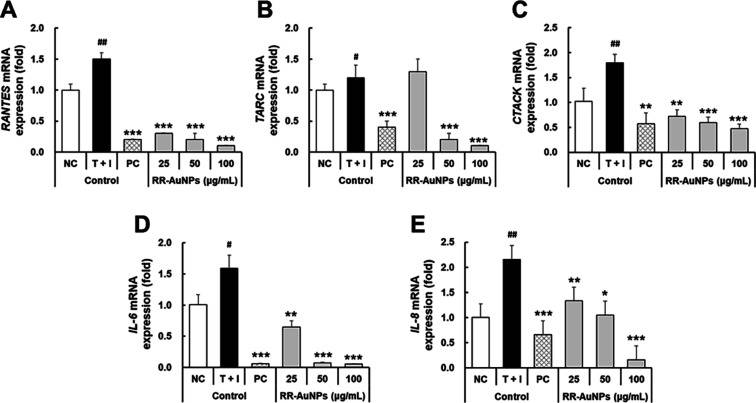 A
RANTES mRNA
expression (fold)
2.0
1.5
1.0
0.5
0.0
##
***
***
***
***
NC
T + I
PC
25
50
100
Control
RR-AuNPs (µg/mL)
B
TARC mRNA
expression (fold)
2.0
1.5
1.0
0.5
0.0
#
***
***
***
NC
T + I
PC
25
50
100
Control
RR-AuNPs (µg/mL)
C
CTACK mRNA
expression (fold)
2.5
2.0
1.5
1.0
0.5
0.0
##
**
**
***
***
NC
T + I
PC
25
50
100
Control
RR-AuNPs (µg/mL)
D
IL-6 mRNA
expression (fold)
2.0
1.5
1.0
0.5
0.0
#
***
**
***
***
NC
T + I
PC
25
50
100
Control
RR-AuNPs (µg/mL)
E
IL-8 mRNA
expression (fold)
2.5
2.0
1.5
1.0
0.5
0.0
##
***
**
*
***
NC
T + I
PC
25
50
100
Control
RR-AuNPs (µg/mL)